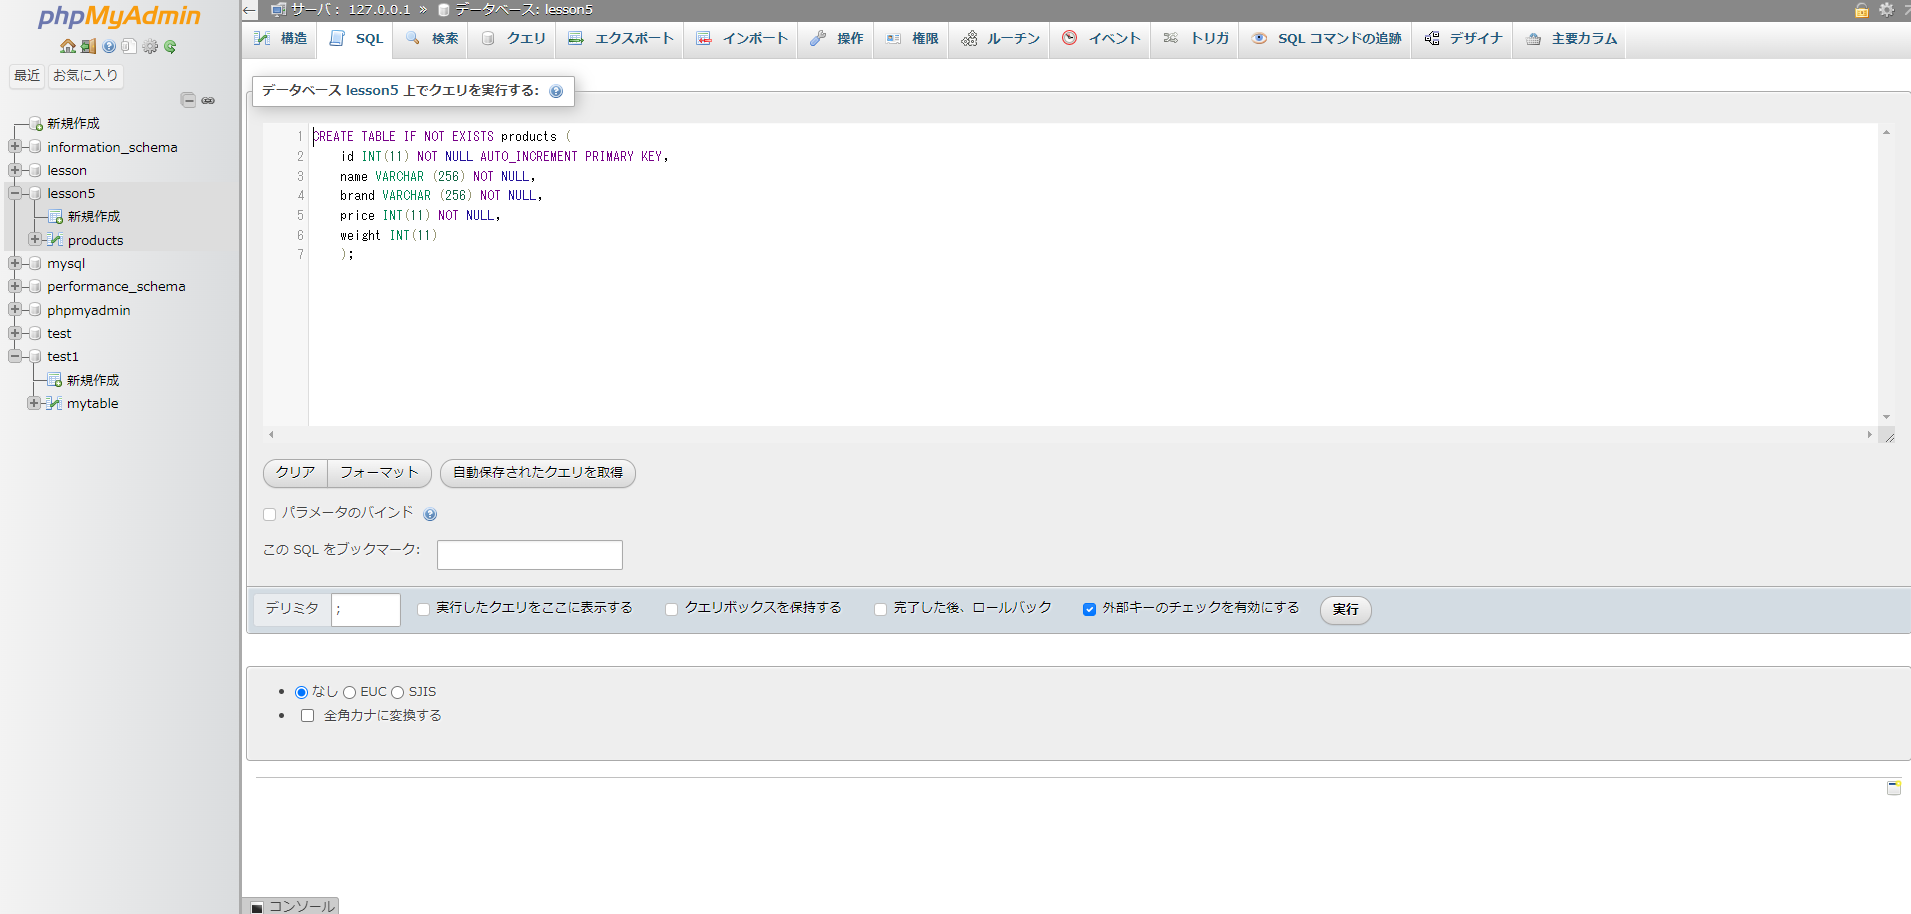 phpMyAdmin
最近 お気に入り
新規作成
information_schema
lesson
lesson5
新規作成
products
mysql
performance_schema
phpmyadmin
test
test1
新規作成
mytable
サーバ: 127.0.0.1 » データベース: lesson5
構造 SQL 検索 クエリ エクスポート インポート 操作 権限 ルーチン イベント トリガ SQL コマンドの追跡 デザイナ 主要カラム
データベース lesson5 上でクエリを実行する:
1 CREATE TABLE IF NOT EXISTS products (
2 id INT(11) NOT NULL AUTO_INCREMENT PRIMARY KEY,
3 name VARCHAR (256) NOT NULL,
4 brand VARCHAR (256) NOT NULL,
5 price INT(11) NOT NULL,
6 weight INT(11)
7 );
クリア フォーマット 自動保存されたクエリを取得
パラメータのバインド
この SQL をブックマーク:
デリミタ ; 実行したクエリをここに表示する クエリボックスを保持する 完了した後、ロールバック 外部キーのチェックを有効にする 実行
なし EUC SJIS
全角カナに変換する
コンソール